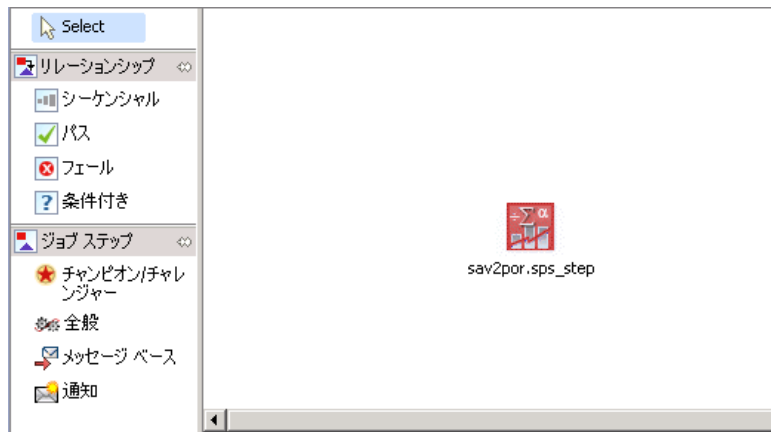 Select
リレーションシップ
シーケンシャル
パス
フェール
条件付き
ジョブ ステップ
チャンピオン/チャレ
ンジャー
全般
メッセージ ベース
通知
sav2por.sps_step